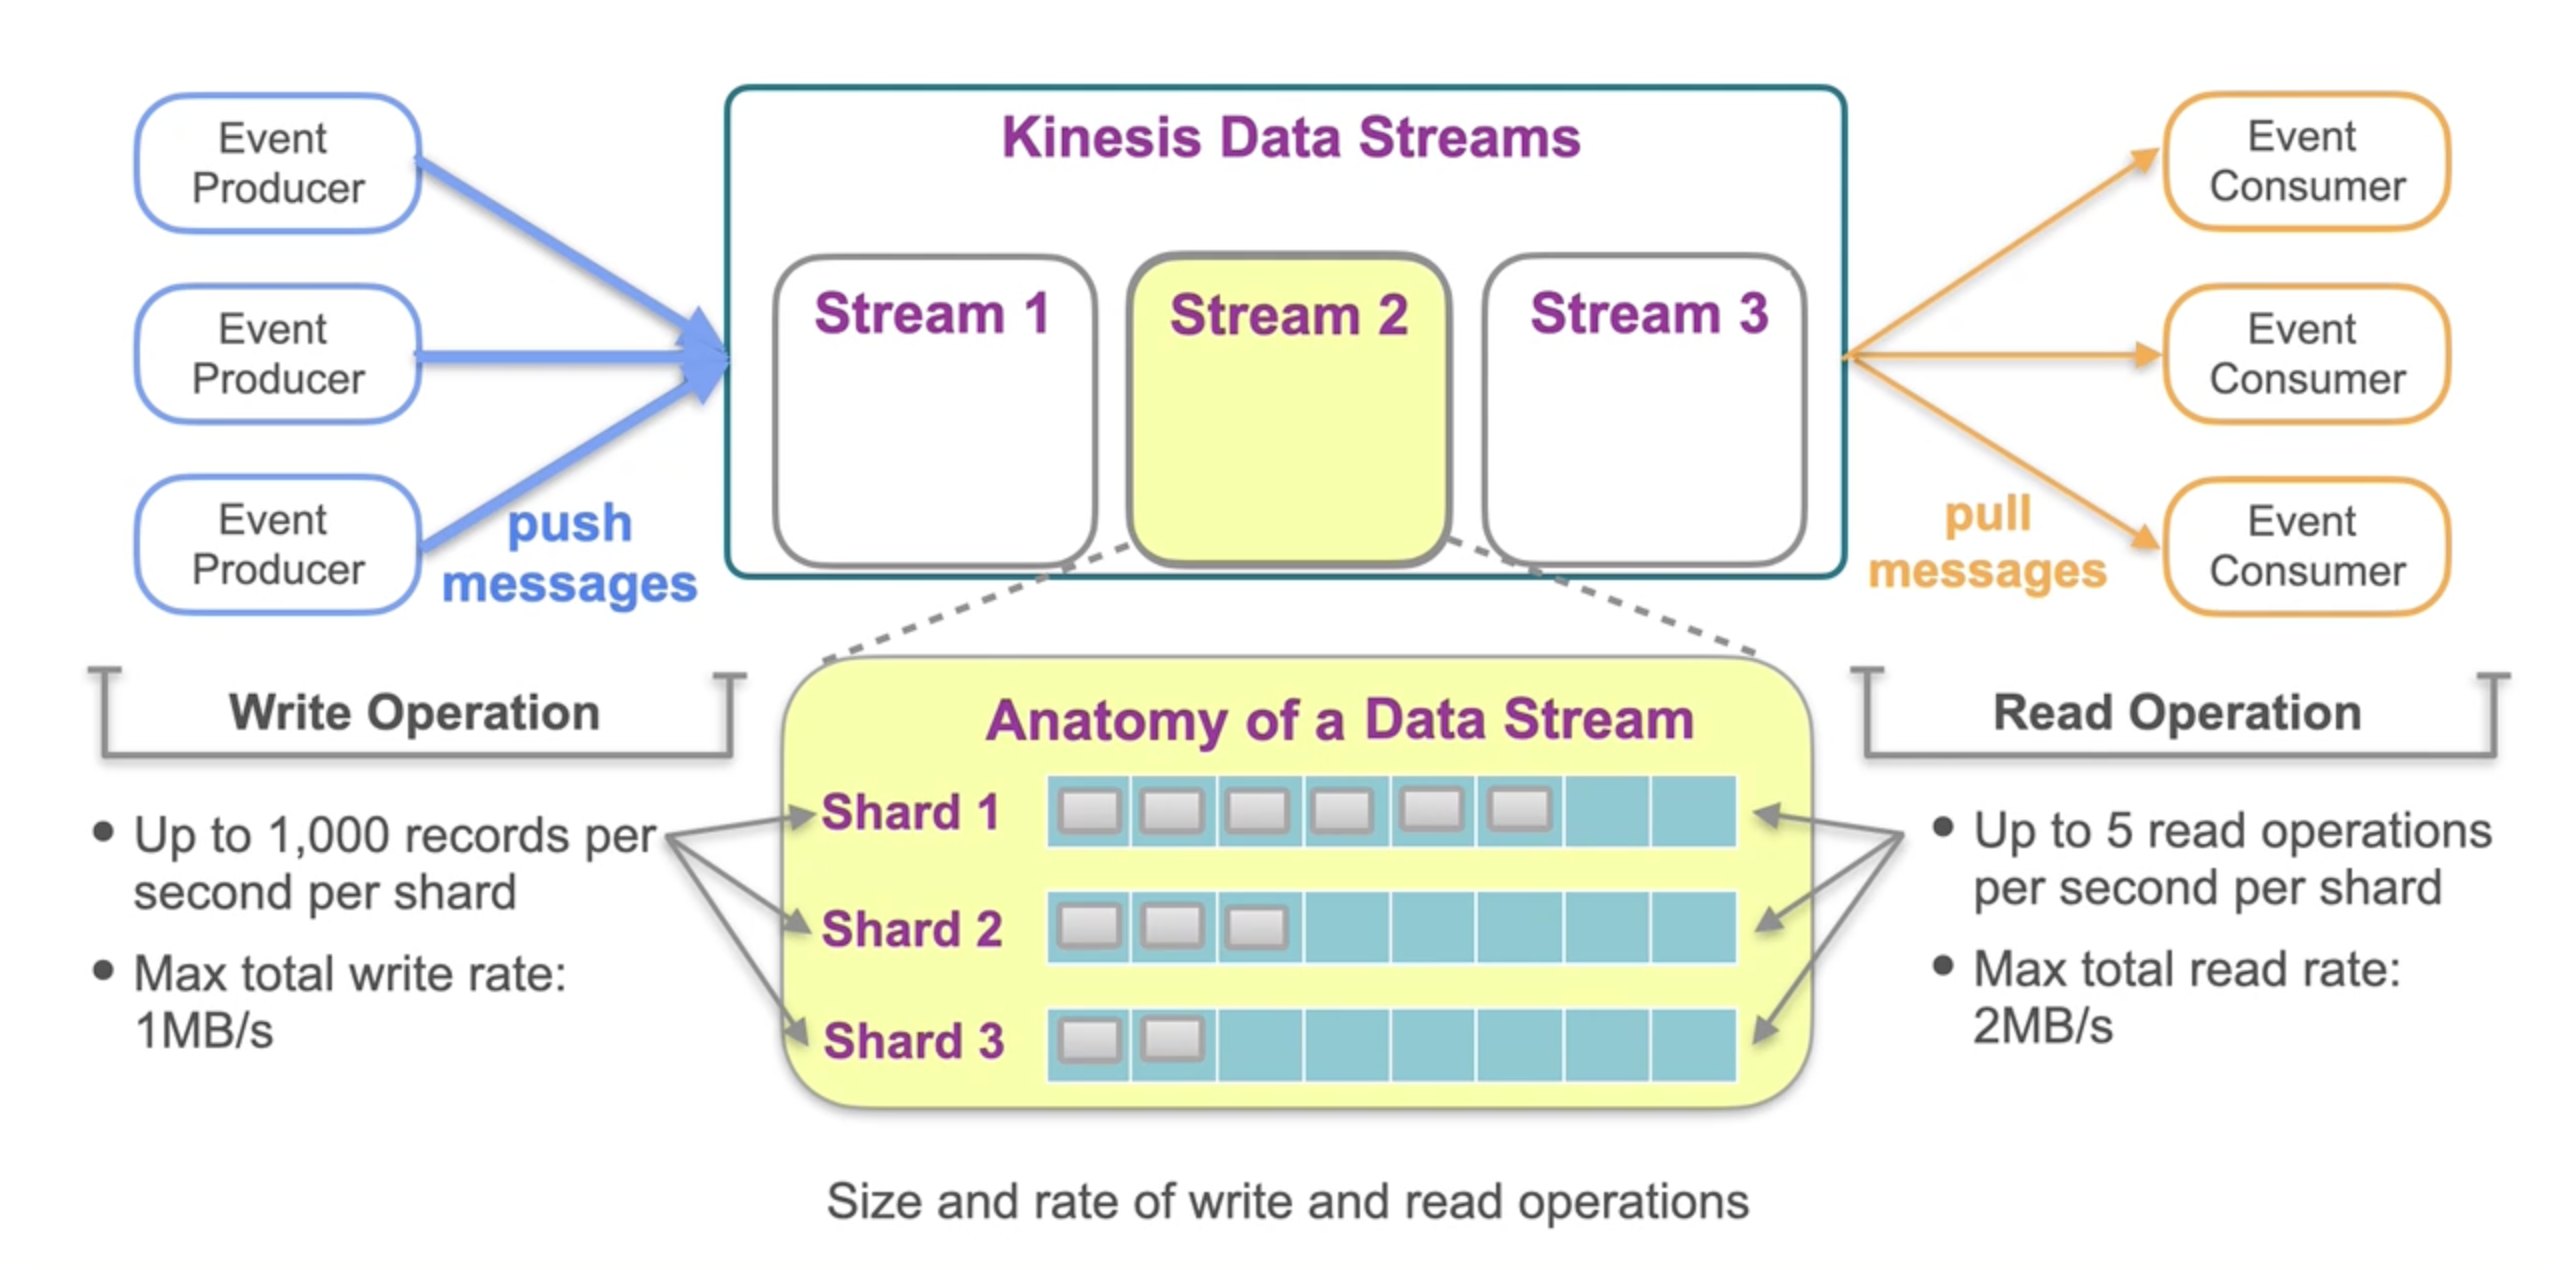 Event
Producer
Event
Producer
Event
Producer
push
messages
Kinesis Data Streams
Stream 1
Stream 2
Stream 3
Event
Consumer
Event
Consumer
Event
Consumer
pull
messages
Write Operation
• Up to 1,000 records per
second per shard
• Max total write rate:
1MB/s
Anatomy of a Data Stream
Shard 1
Shard 2
Shard 3
Read Operation
• Up to 5 read operations
per second per shard
• Max total read rate:
2MB/s
Size and rate of write and read operations